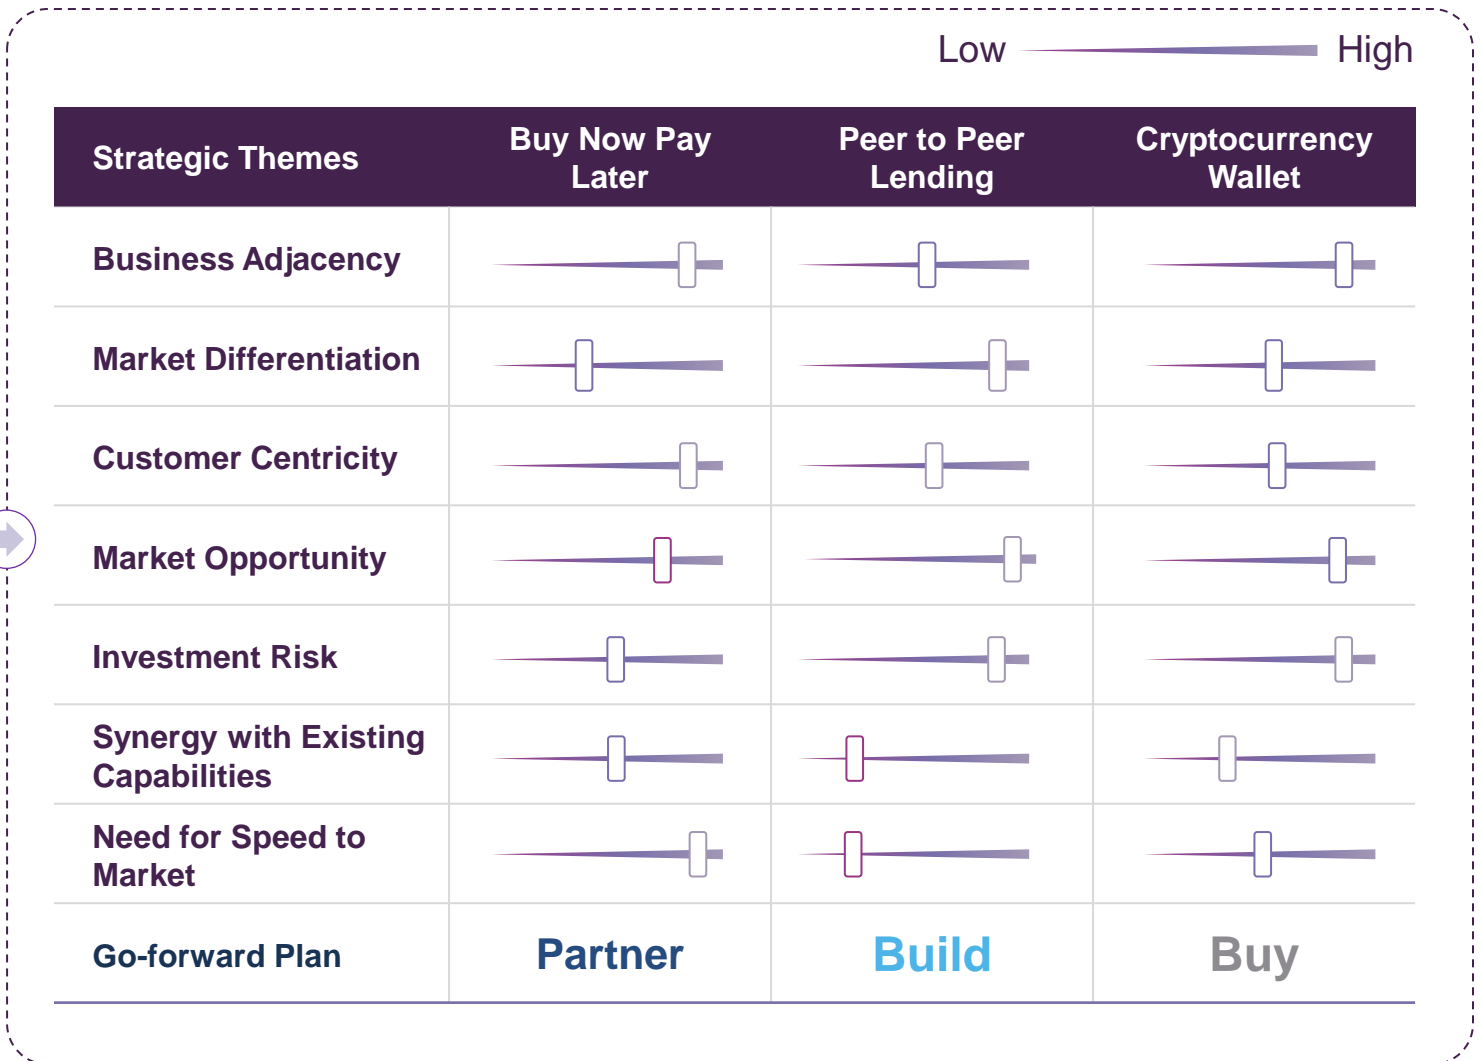 Low High
Strategic Themes
Buy Now Pay
Later
Peer to Peer
Lending
Cryptocurrency
Wallet
Business Adjacency
Market Differentiation
Customer Centricity
Market Opportunity
Investment Risk
Synergy with Existing
Capabilities
Need for Speed to
Market
Go-forward Plan Partner Build Buy